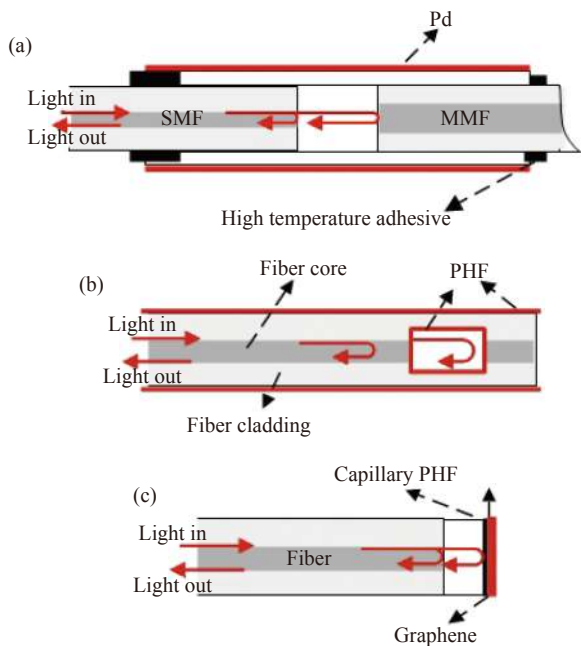 Pd
(a)
Light in
SMF
MMF
Light out
High temperature adhesive
Fiber core
PHF
(b)
Light in
Light out
Fiber cladding
Capillary PHF
(c)
Light in
Fiber
Light out
Graphene